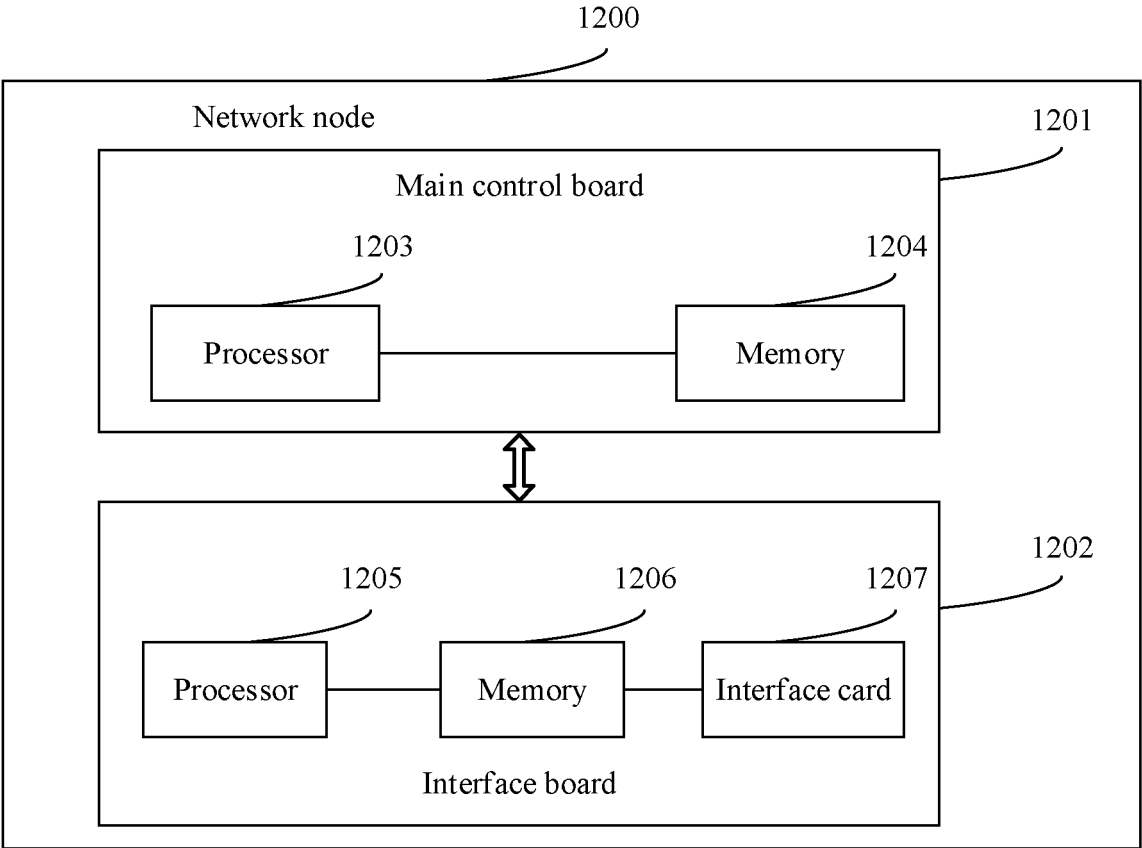 1200
Network node
1201
Main control board
1203
1204
Processor
Memory
1202
1205
1206
1207
Processor
Memory
Interface card
Interface board